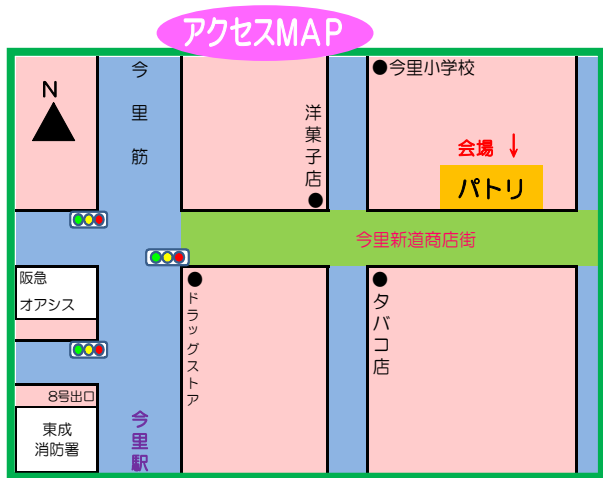 アクセスMAP
今里筋
N
洋菓子店
今里小学校
会場 ↓
パトリ
今里新道商店街
阪急
オアシス
ドラッグストア
タバコ店
8号出口
東成
消防署
今里駅